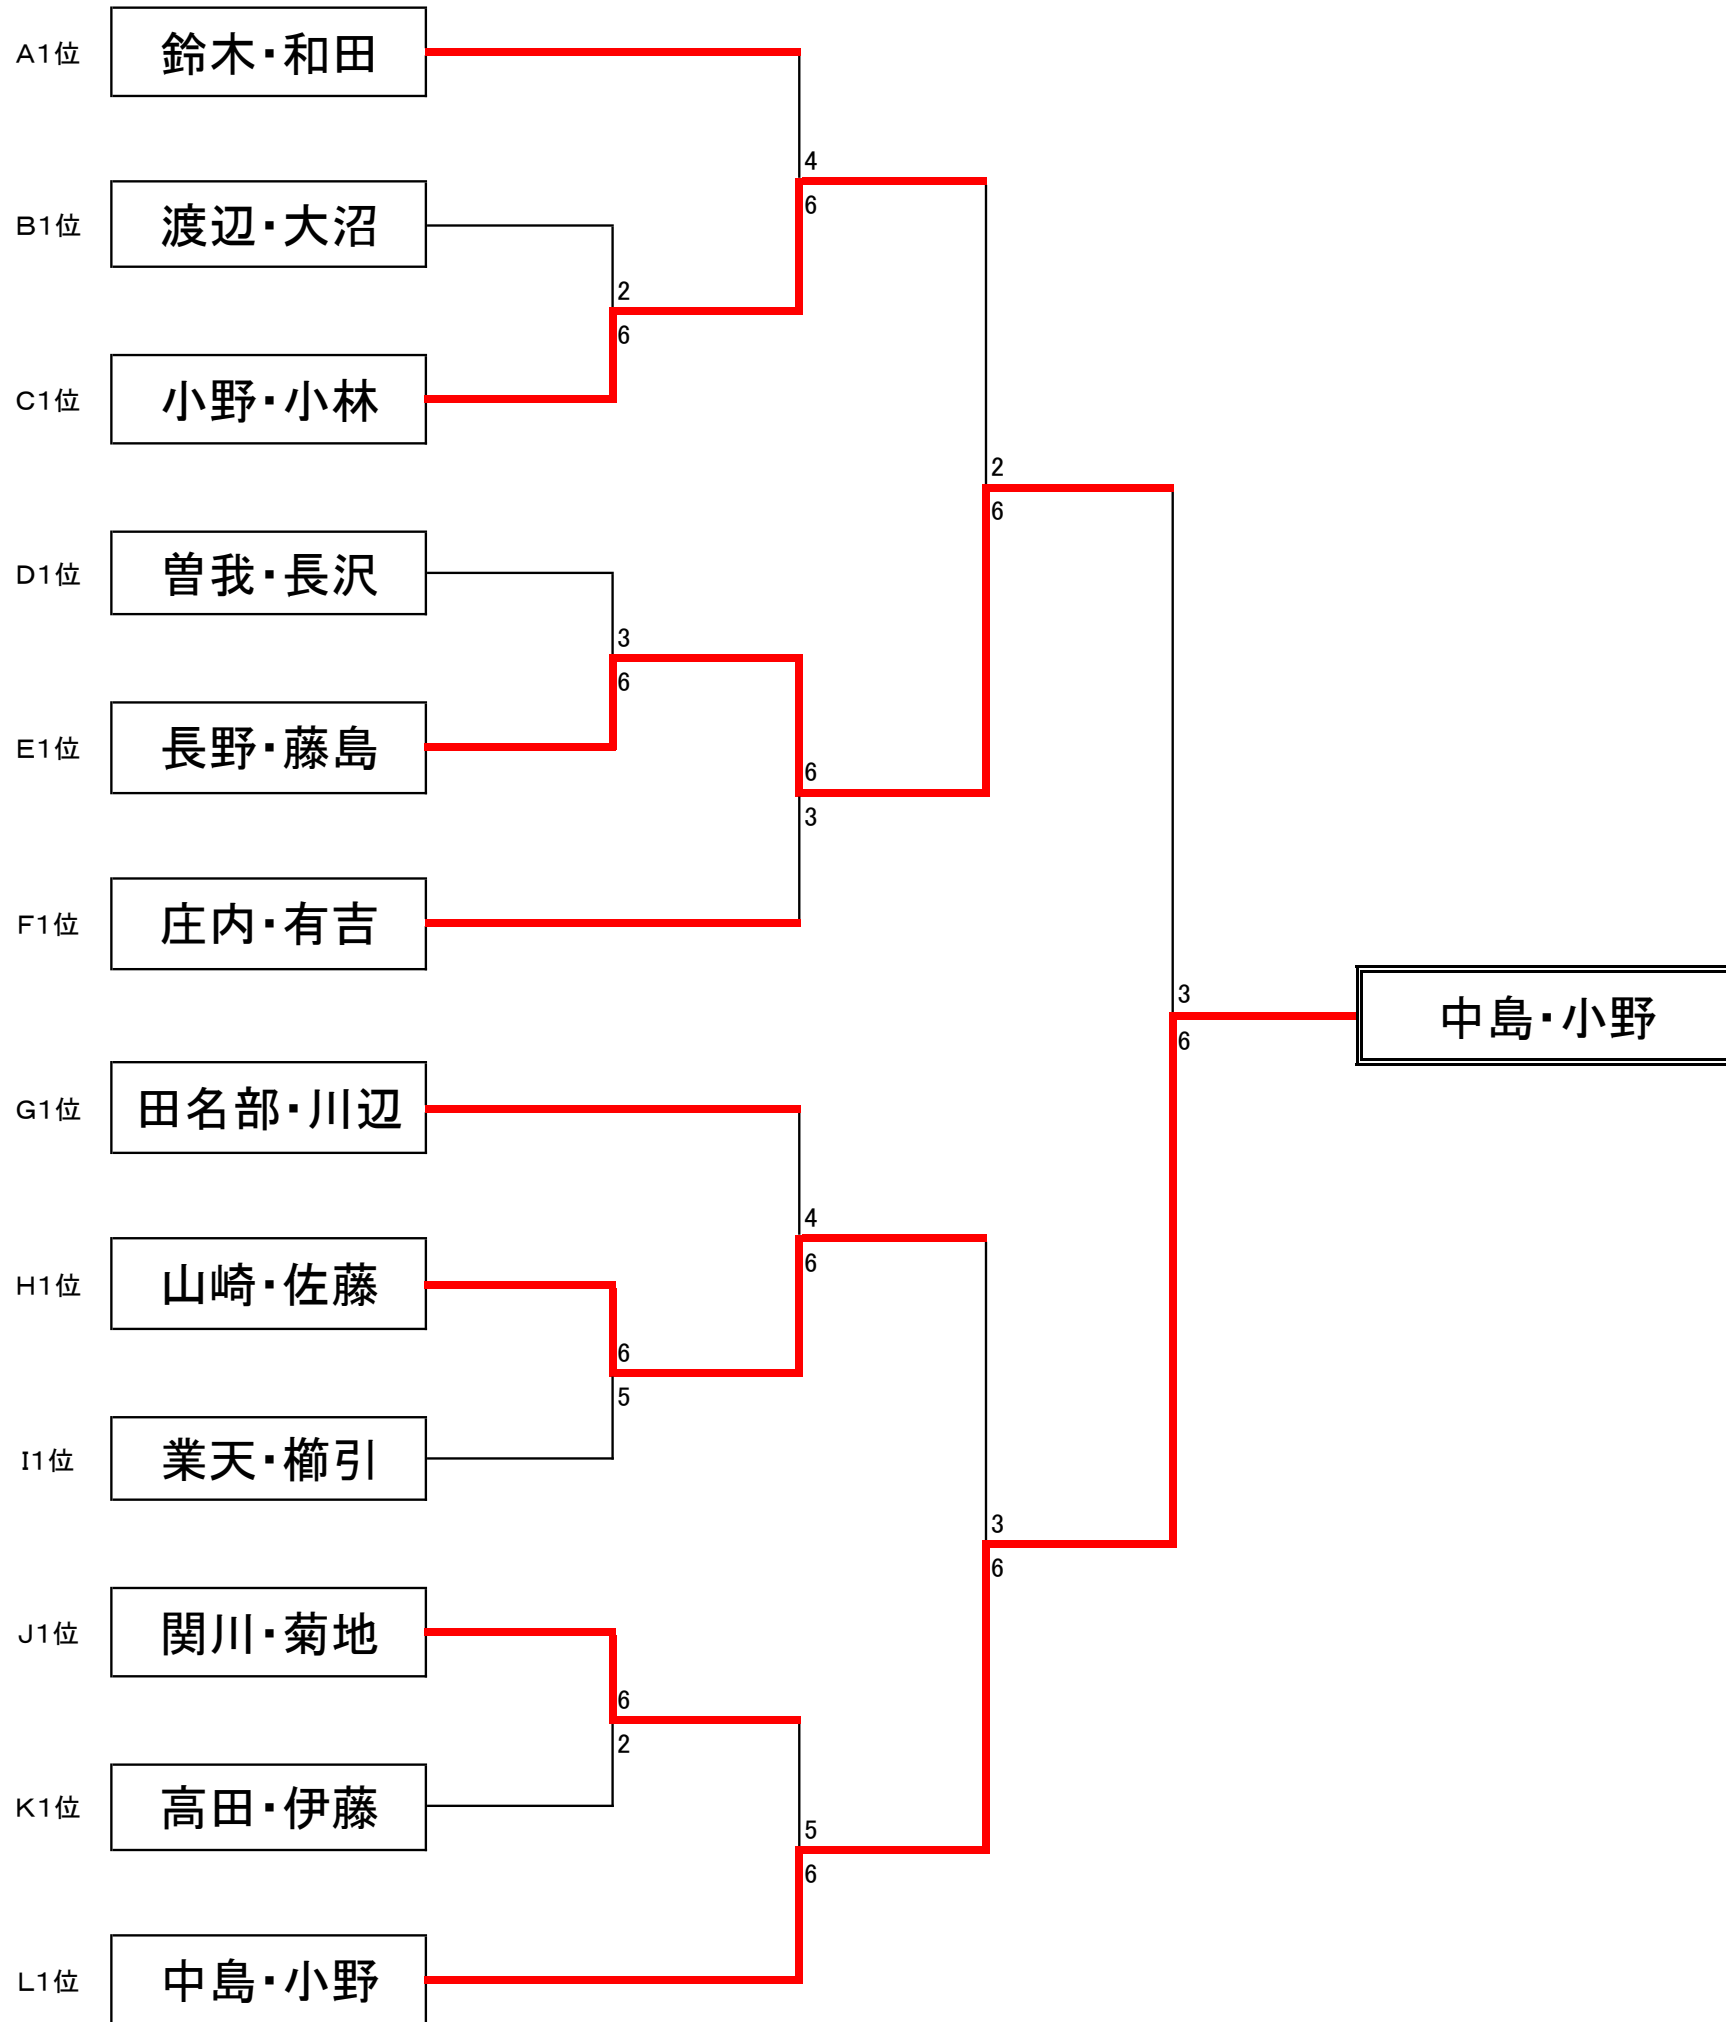 A1位 鈴木・和田
4
6
B1位 渡辺・大沼
2
6
C1位 小野・小林
2
6
D1位 曽我・長沢
3
6
E1位 長野・藤島
6
3
F1位 庄内・有吉
3
6
中島・小野
G1位 田名部・川辺
4
6
H1位 山崎・佐藤
6
5
I1位 業天・櫛引
3
6
J1位 関川・菊地
6
2
K1位 高田・伊藤
5
6
L1位 中島・小野